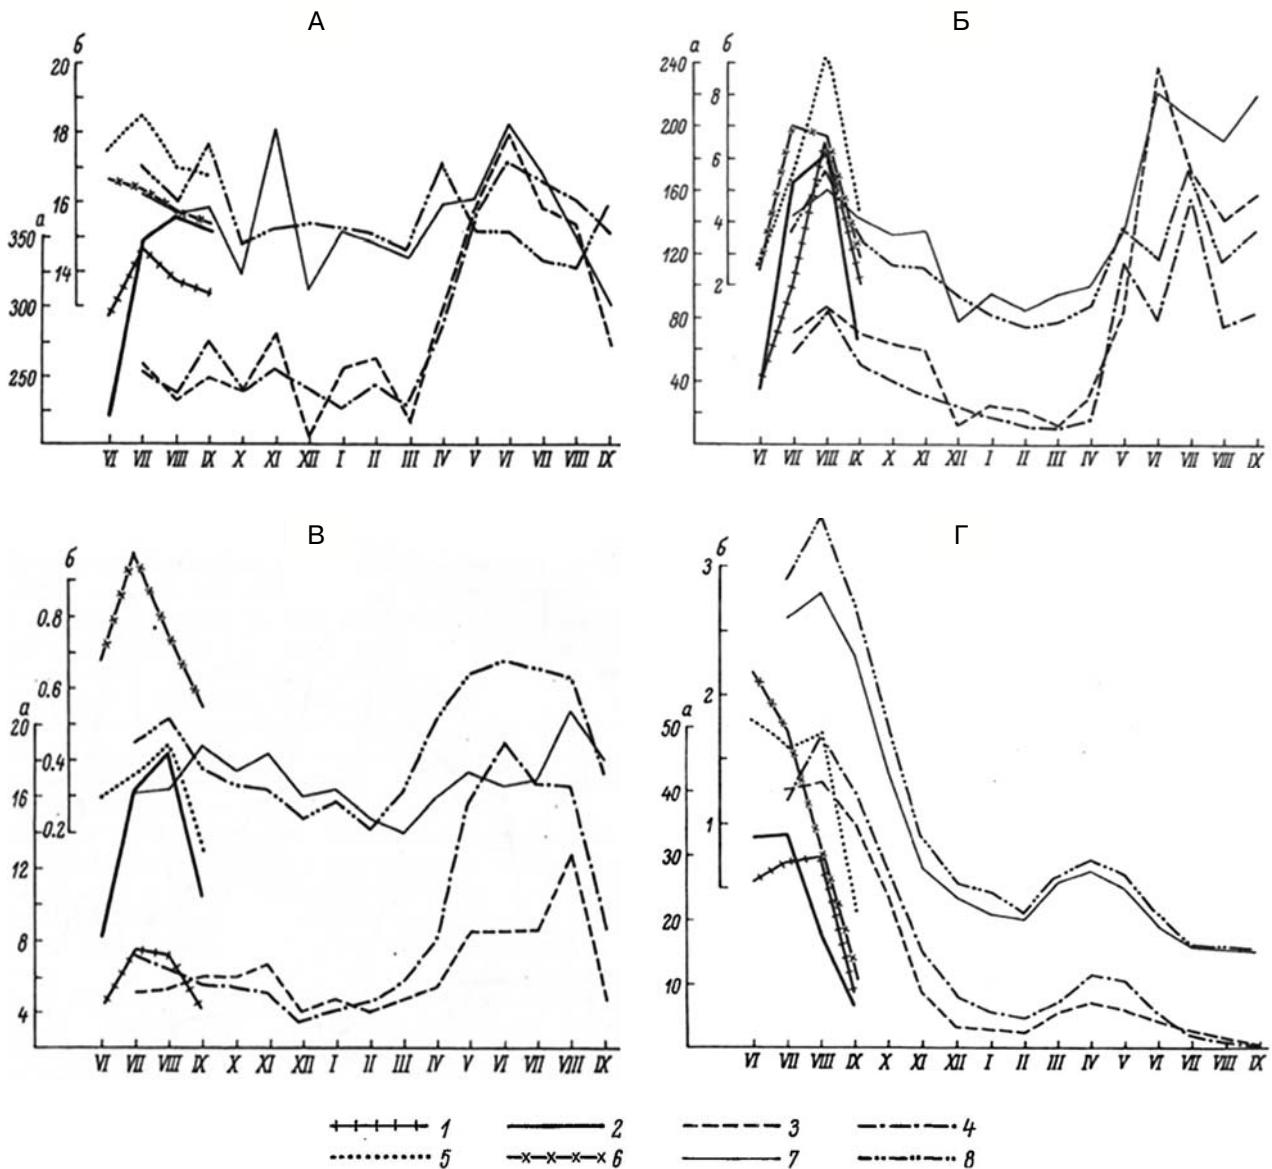 А
Б
б
20
18
16
а
350
14
300
250
VI VII VIII IX X XI XII I II III IV V VI VII VIII IX
а б
240
8
200
6
160
4
120
2
80
40
VI VII VIII IX X XI XII I II III IV V VI VII VIII IX
В
Г
б
0.8
0.6
а
20
0.4
16
0.2
12
8
4
VI VII VIII IX X XI XII I II III IV V VI VII VIII IX
б
3
2
а
50
40
1
30
20
10
VI VII VIII IX X XI XII I II III IV V VI VII VIII IX
1 2 3 4
5 6 7 8